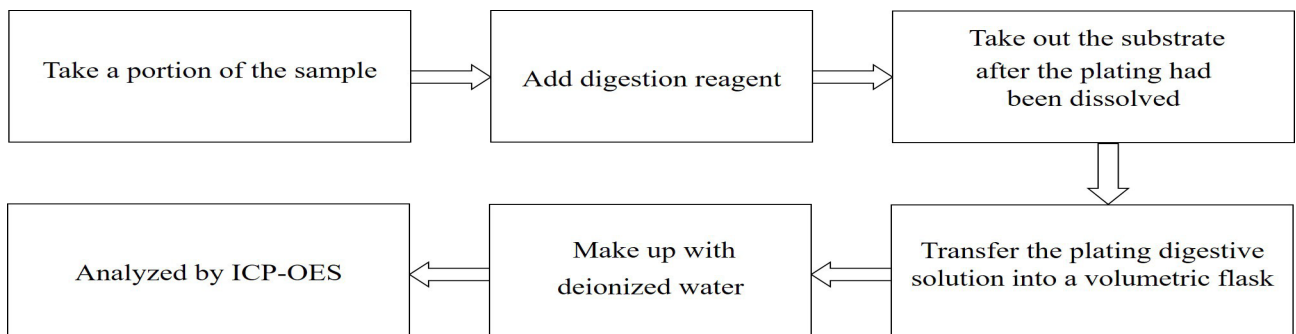 Take a portion of the sample
Add digestion reagent
Take out the substrate
after the plating had
been dissolved
Transfer the plating digestive
solution into a volumetric flask
Make up with
deionized water
Analyzed by ICP-OES